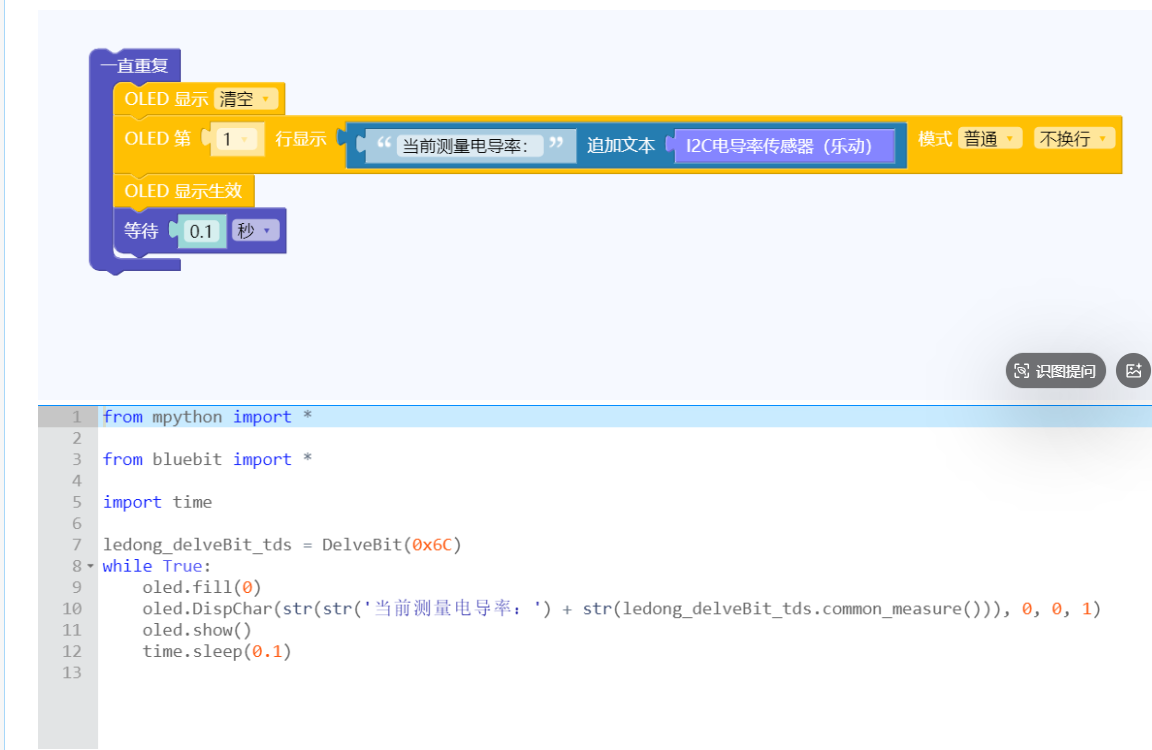 一直重复
OLED 显示 清空
OLED 第 1 行显示 “ 当前测量电导率： ” 追加文本 I2C电导率传感器（乐动） 模式 普通 不换行
OLED 显示生效
等待 0.1 秒
识图提问
1 from mpython import *
2
3 from bluebit import *
4
5 import time
6
7 ledong_delveBit_tds = DelveBit(0x6C)
8 while True:
9 oled.fill(0)
10 oled.DispChar(str(str('当前测量电导率：') + str(ledong_delveBit_tds.common_measure())), 0, 0, 1)
11 oled.show()
12 time.sleep(0.1)
13